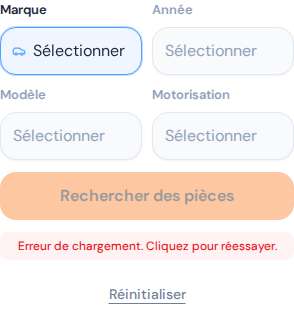 Marque Année
Sélectionner Sélectionner
Modèle Motorisation
Sélectionner Sélectionner
Rechercher des pièces
Erreur de chargement. Cliquez pour réessayer.
Réinitialiser